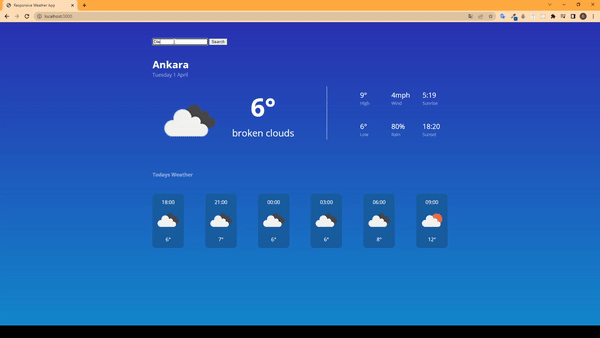 Responsive Weather App
localhost:3000
Search
Ankara
Tuesday 1 April
6°
broken clouds
9° 4mph 5:19
High Wind Sunrise
6° 80% 18:20
Low Rain Sunset
Todays Weather
18:00 21:00 00:00 03:00 06:00 09:00
6° 7° 6° 6° 8° 12°